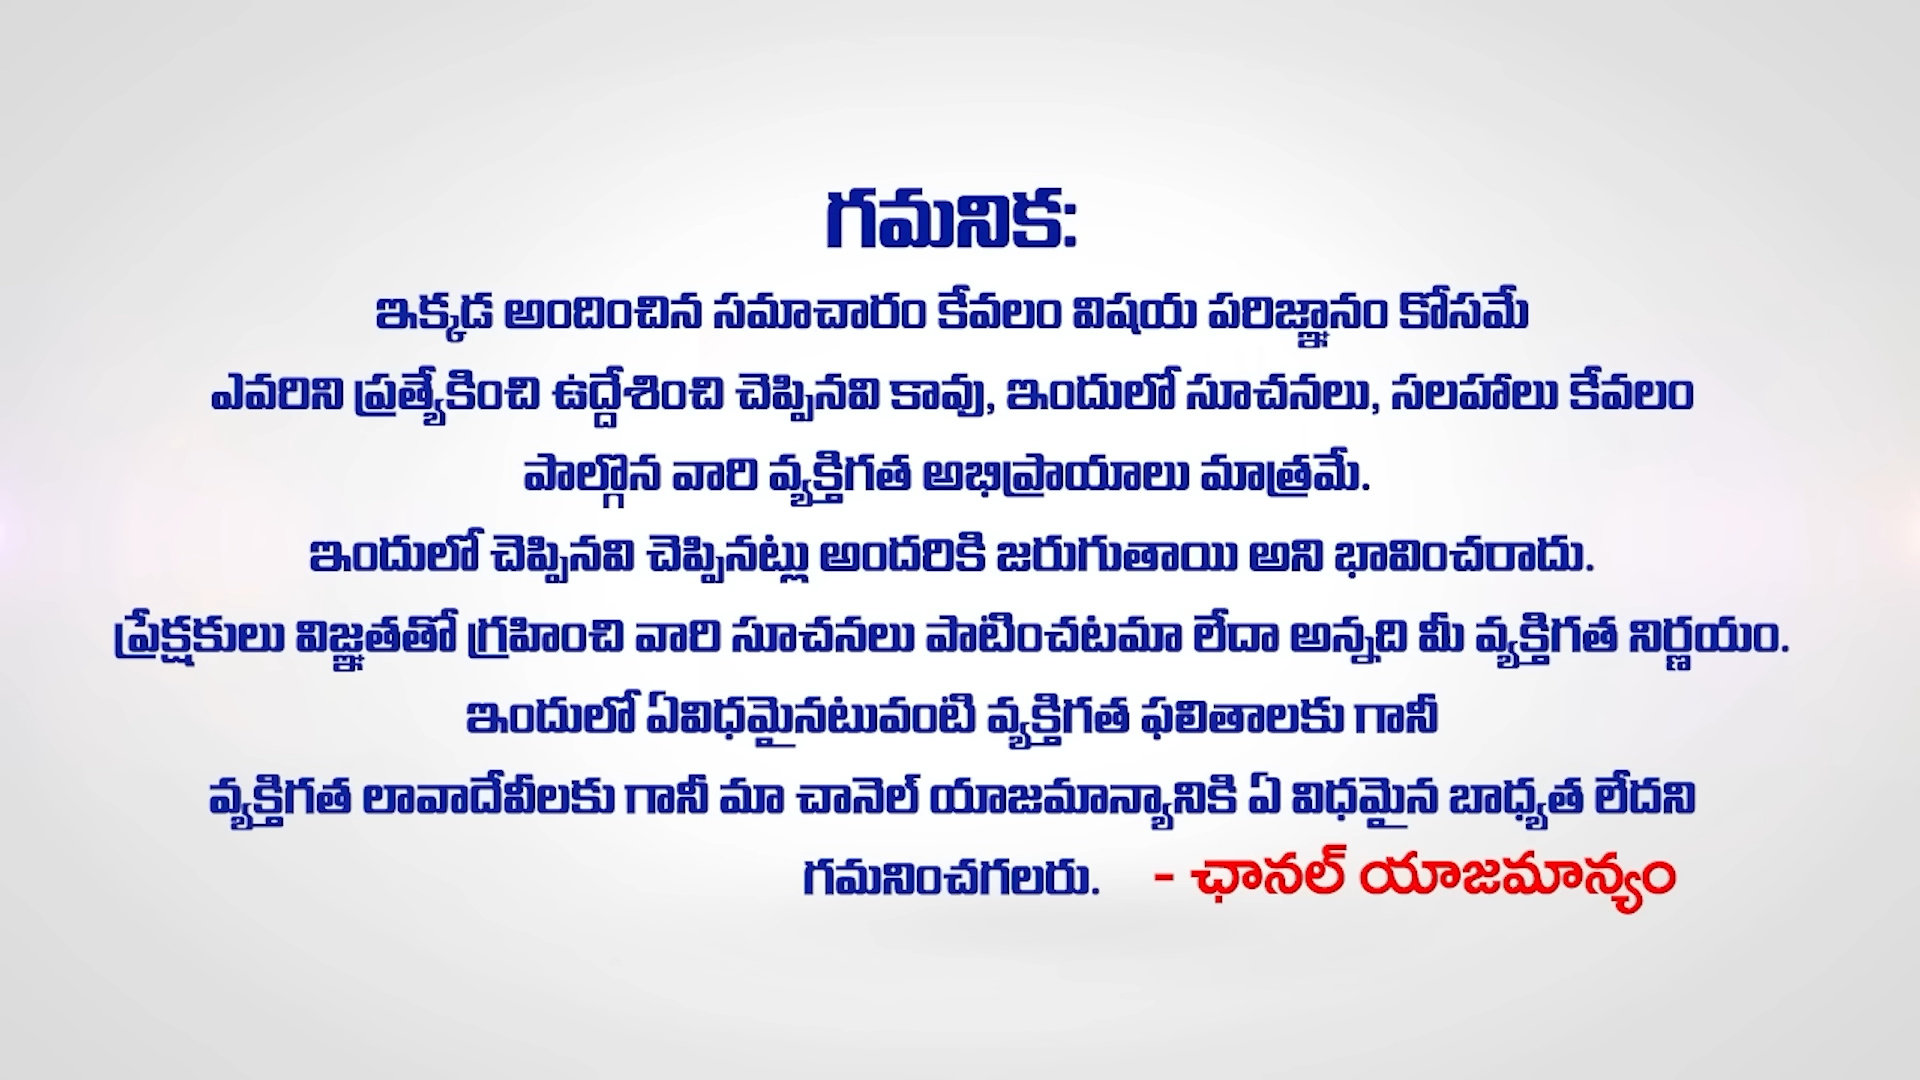 గమనిక:
ఇక్కడ అందించిన సమాచారం కేవలం విషయ పరిజ్ఞానం కోసమే
ఎవరిని ప్రత్యేకించి ఉద్దేశించి చెప్పినవి కావు, ఇందులో సూచనలు, సలహాలు కేవలం
పాల్గొన వారి వ్యక్తిగత అభిప్రాయాలు మాత్రమే.
ఇందులో చెప్పినవి చెప్పినట్లు అందరికి జరుగుతాయి అని భావించరాదు.
ప్రేక్షకులు విజ్ఞతతో గ్రహించి వారి సూచనలు పాటించటమా లేదా అన్నది మీ వ్యక్తిగత నిర్ణయం.
ఇందులో ఏవిధమైనటువంటి వ్యక్తిగత ఫలితాలకు గానీ
వ్యక్తిగత లావాదేవీలకు గానీ మా చానెల్ యాజమాన్యానికి ఏ విధమైన బాధ్యత లేదని
గమనించగలరు. - ఛానల్ యాజమాన్యం